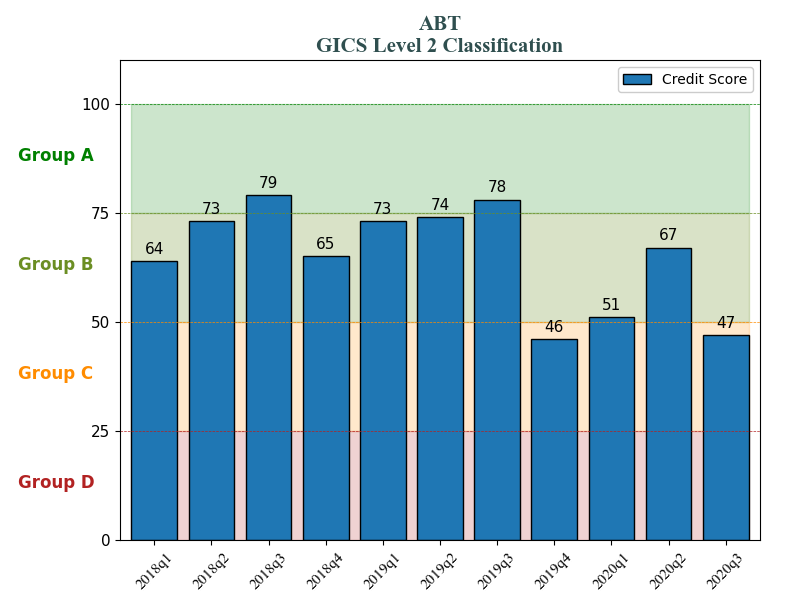 ABT
GICS Level 2 Classification
Credit Score
100
Group A
79
78
75
73
73
74
67
64
65
Group B
50
51
46
47
Group C
25
Group D
0
2018q1 2018q2 2018q3 2018q4 2019q1 2019q2 2019q3 2019q4 2020q1 2020q2 2020q3